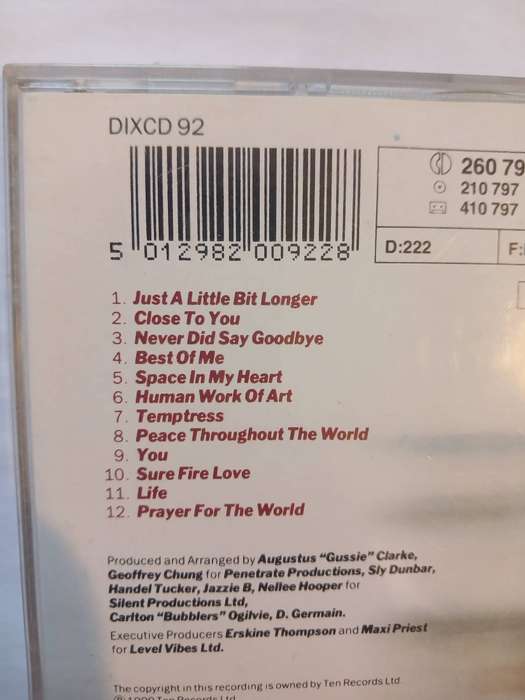 DIXCD 92
5 012982 009228
260 79
210 797
410 797
D:222
F:
1. Just A Little Bit Longer
2. Close To You
3. Never Did Say Goodbye
4. Best Of Me
5. Space In My Heart
6. Human Work Of Art
7. Temptress
8. Peace Throughout The World
9. You
10. Sure Fire Love
11. Life
12. Prayer For The World
Produced and Arranged by Augustus "Gussie" Clarke,
Geoffrey Chung for Penetrate Productions, Sly Dunbar,
Handel Tucker, Jazzie B, Nellee Hooper for
Silent Productions Ltd,
Carlton "Bubblers" Ogilvie, D. Germain.
Executive Producers Erskine Thompson and Maxi Priest
for Level Vibes Ltd.
The copyright in this recording is owned by Ten Records Ltd.